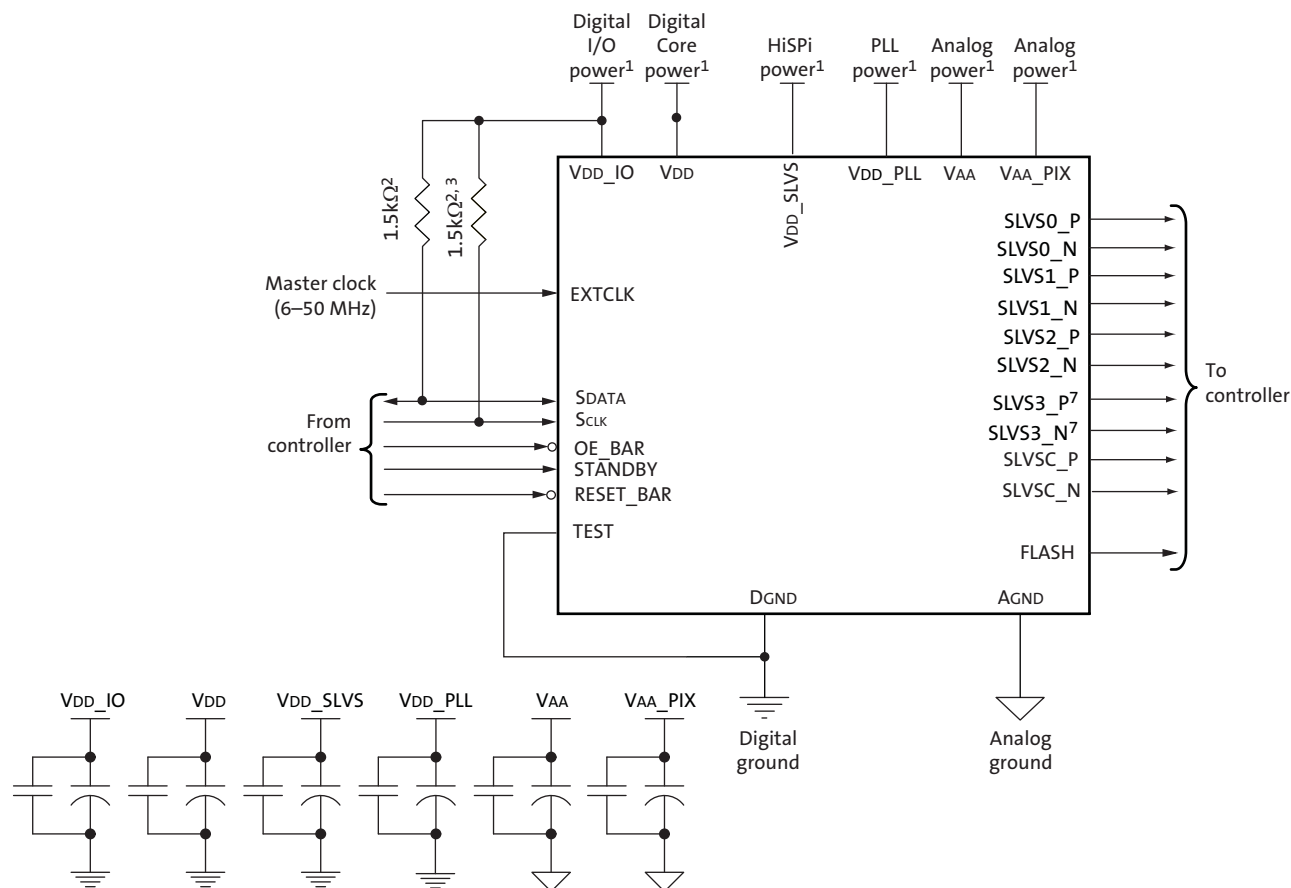 Digital
I/O
power1
Digital
Core
power1
HiSPi
power1
PLL
power1
Analog
power1
Analog
power1
1.5kΩ2
1.5kΩ2, 3
VDD_IO
VDD
VDD_SLVS
VDD_PLL
VAA
VAA_PIX
Master clock
(6–50 MHz)
EXTCLK
From
controller
SDATA
SCLK
OE_BAR
STANDBY
RESET_BAR
TEST
SLVS0_P
SLVS0_N
SLVS1_P
SLVS1_N
SLVS2_P
SLVS2_N
SLVS3_P7
SLVS3_N7
SLVSC_P
SLVSC_N
FLASH
To
controller
DGND
AGND
Digital
ground
Analog
ground
VDD_IO
VDD
VDD_SLVS
VDD_PLL
VAA
VAA_PIX